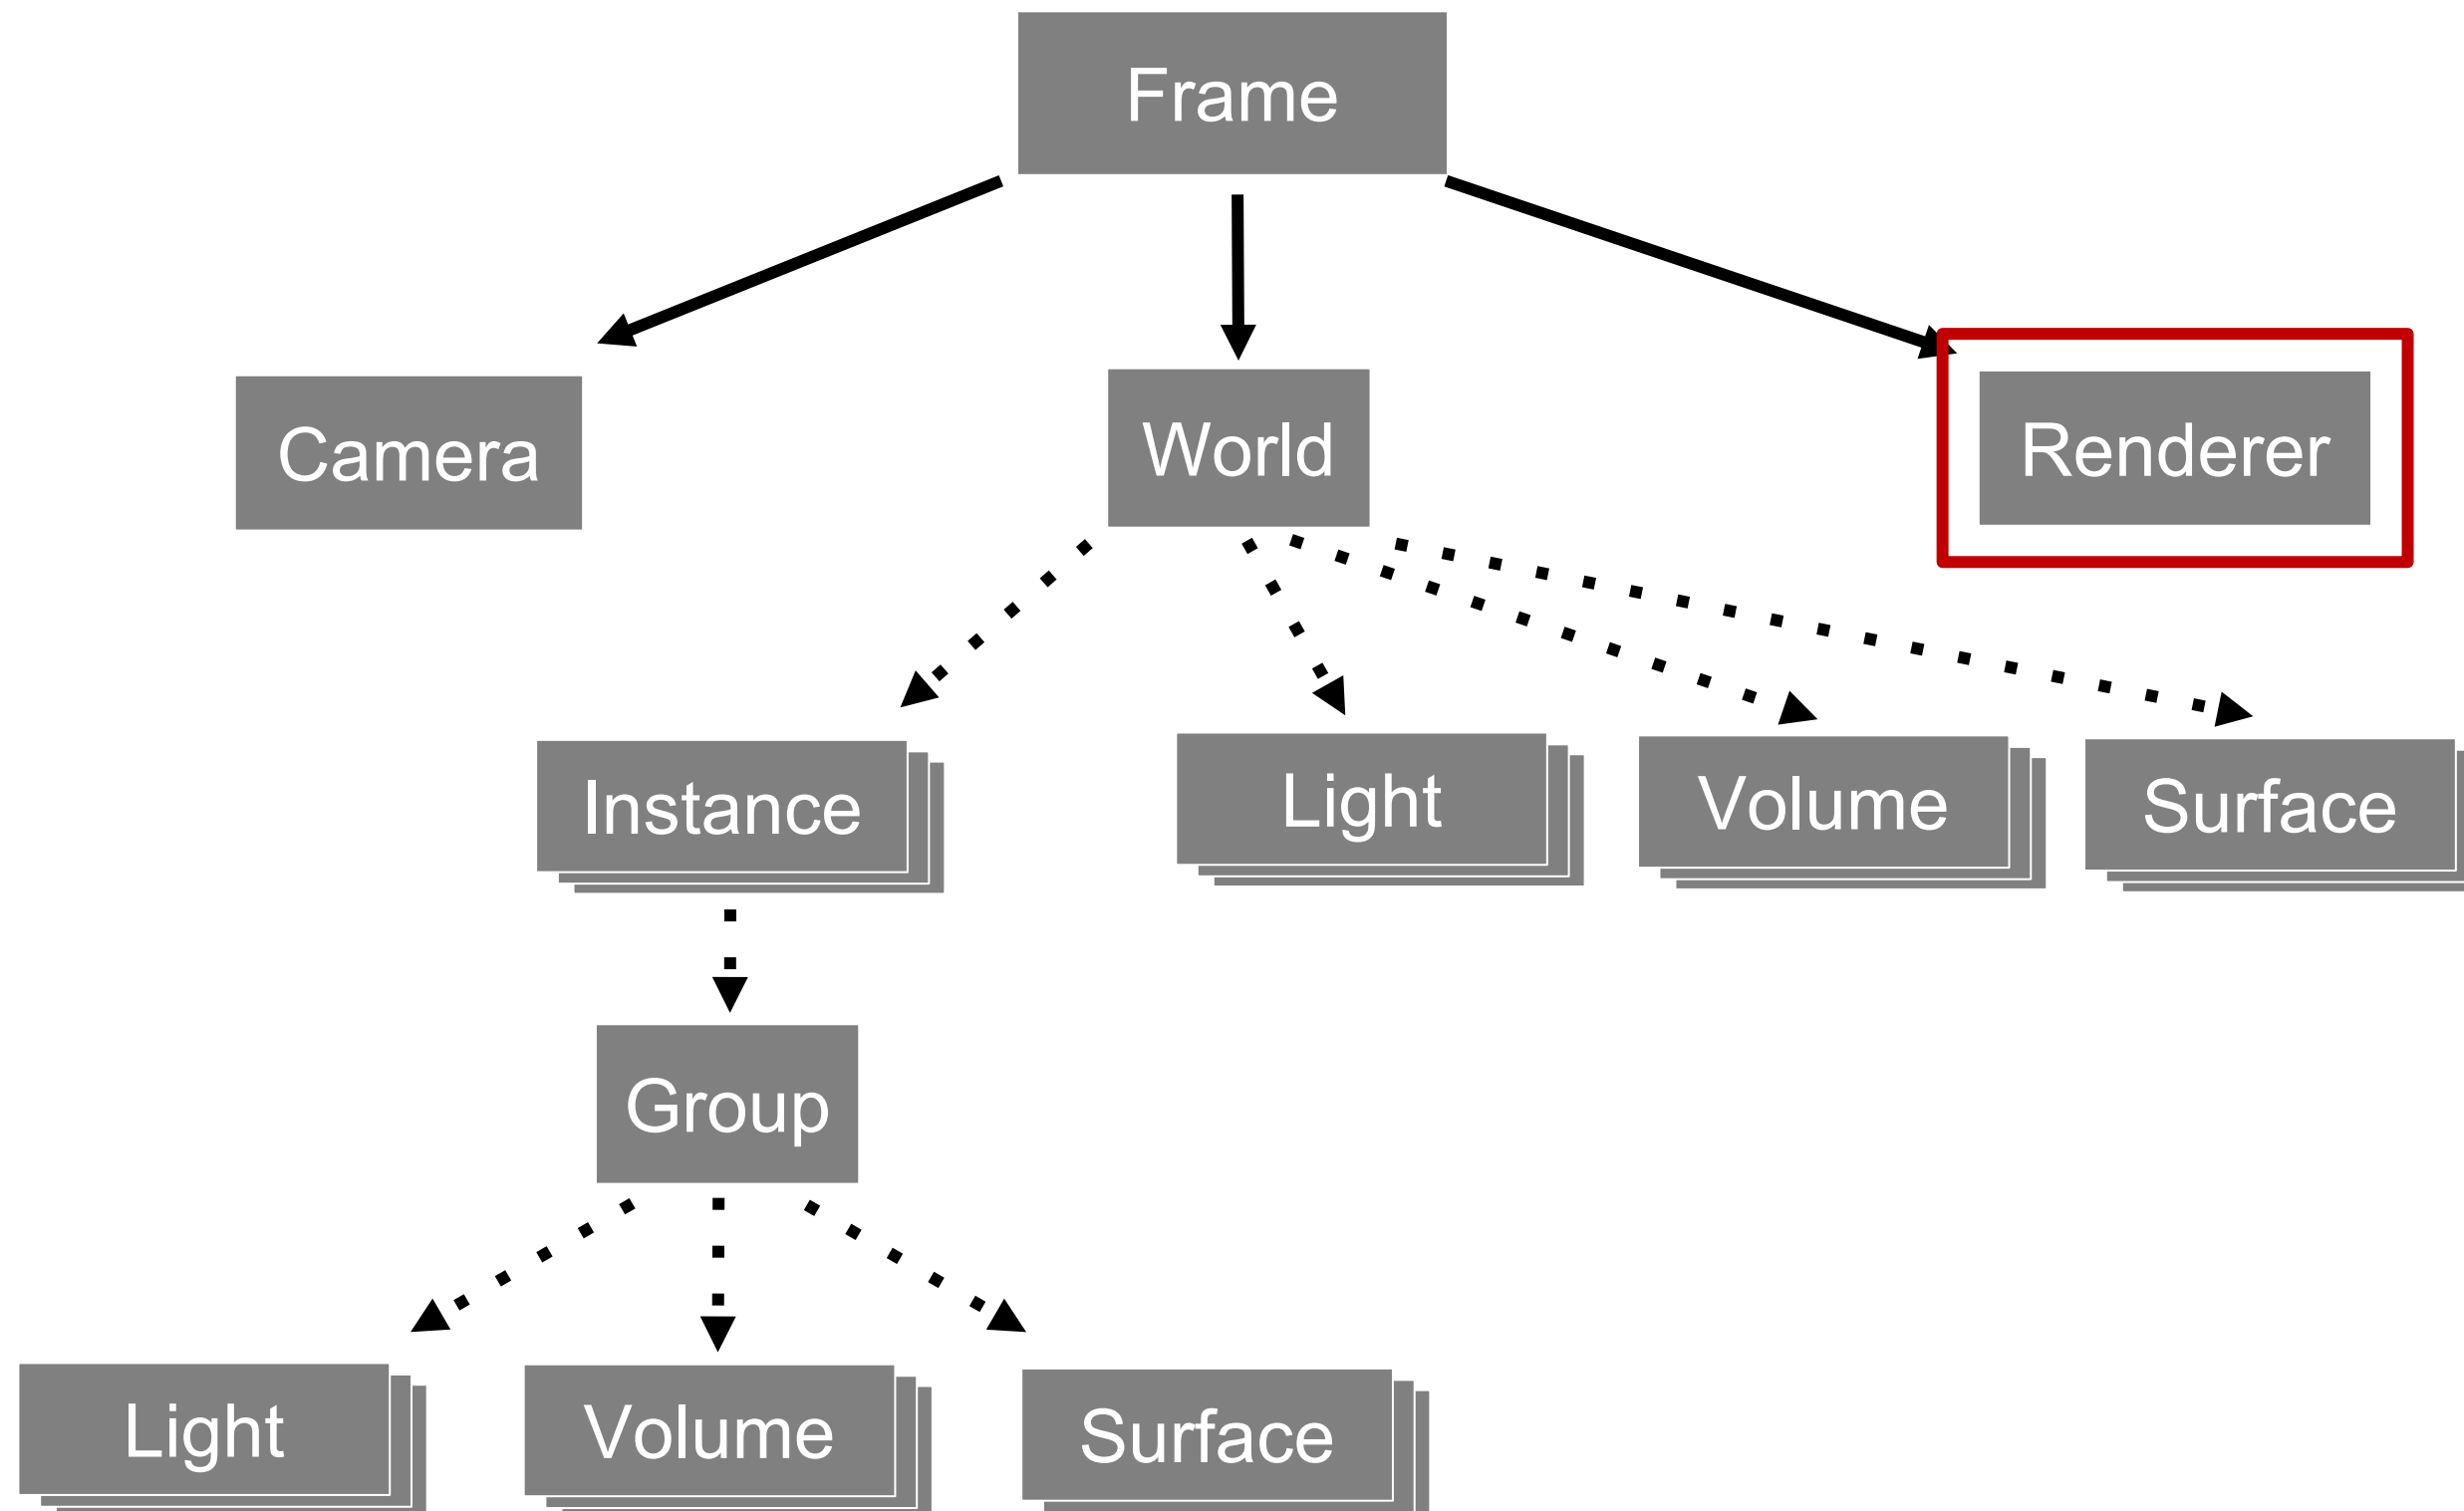 Frame
Camera
World
Renderer
Instance
Light
Volume
Surface
Group
Light
Volume
Surface